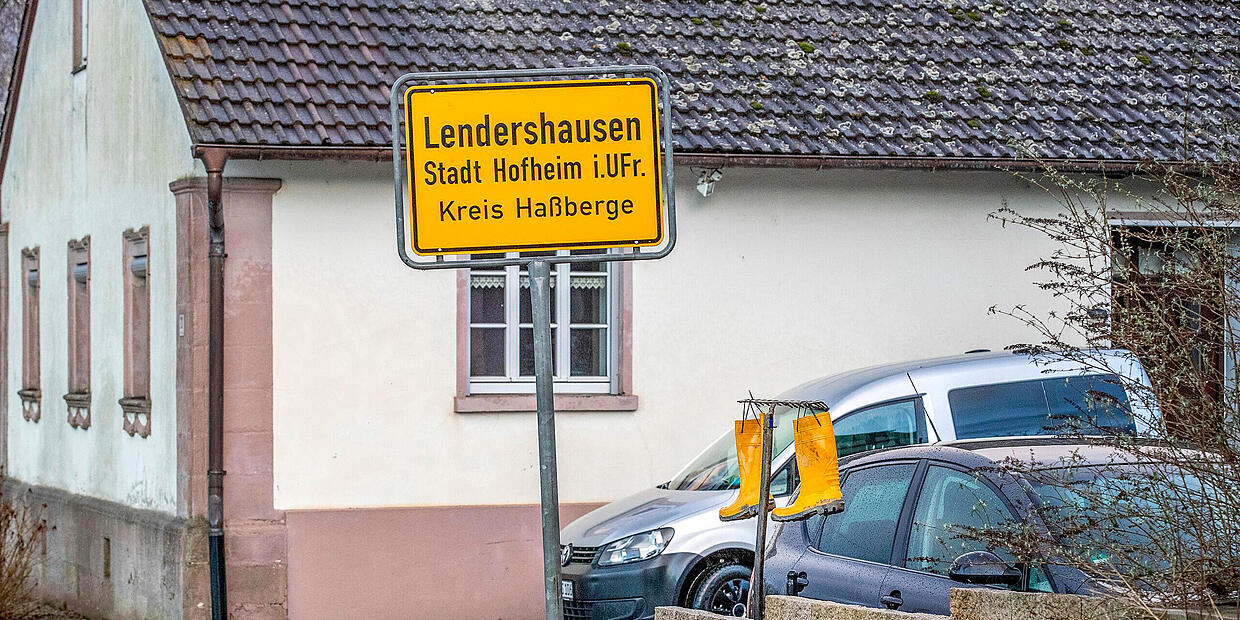 Lendershausen
Stadt Hofheim i.UFr.
Kreis Haßberge